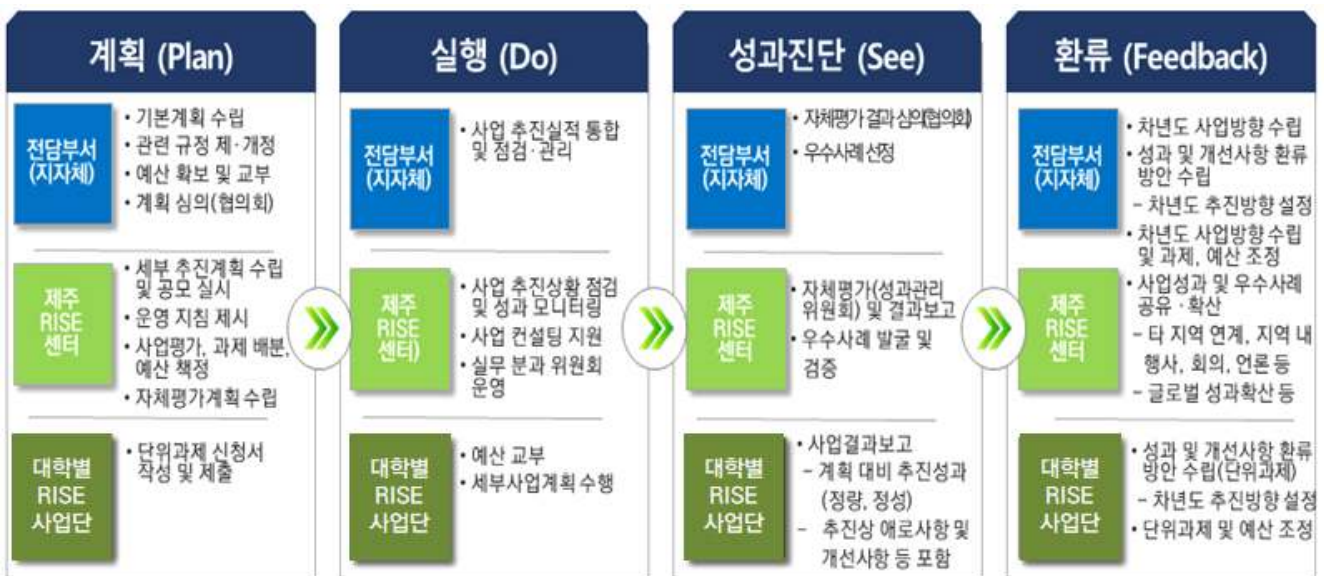 계획 (Plan)
전담부서
(지자체)
• 기본계획 수립
• 관련 규정 제·개정
• 예산 확보 및 교부
• 계획 심의(협의회)
제주
RISE
센터
• 세부 추진계획 수립
및 공모 실시
• 운영 지침 제시
• 사업평가, 과제 배분,
예산 책정
• 자체평가계획 수립
대학별
RISE
사업단
• 단위과제 신청서
작성 및 제출
실행 (Do)
전담부서
(지자체)
• 사업 추진실적 통합
및 점검·관리
제주
RISE
센터)
• 사업 추진상황 점검
및 성과 모니터링
• 사업 컨설팅 지원
• 실무 분과 위원회
운영
대학별
RISE
사업단
• 예산 교부
• 세부사업계획 수행
성과진단 (See)
전담부서
(지자체)
• 자체평가 결과 심의(협의회)
• 우수사례 선정
제주
RISE
센터
• 자체평가(성과관리
위원회) 및 결과보고
• 우수사례 발굴 및
검증
대학별
RISE
사업단
• 사업결과보고
– 계획 대비 추진성과
(정량, 정성)
– 추진상 애로사항 및
개선사항 등 포함
환류 (Feedback)
전담부서
(지자체)
• 차년도 사업방향 수립
• 성과 및 개선사항 환류
방안 수립
– 차년도 추진방향 설정
• 차년도 사업방향 수립
및 과제, 예산 조정
제주
RISE
센터
• 사업성과 및 우수사례
공유·확산
– 타 지역 연계, 지역 내
행사, 회의, 언론 등
– 글로벌 성과확산 등
대학별
RISE
사업단
• 성과 및 개선사항 환류
방안 수립(단위과제)
– 차년도 추진방향 설정
• 단위과제 및 예산 조정